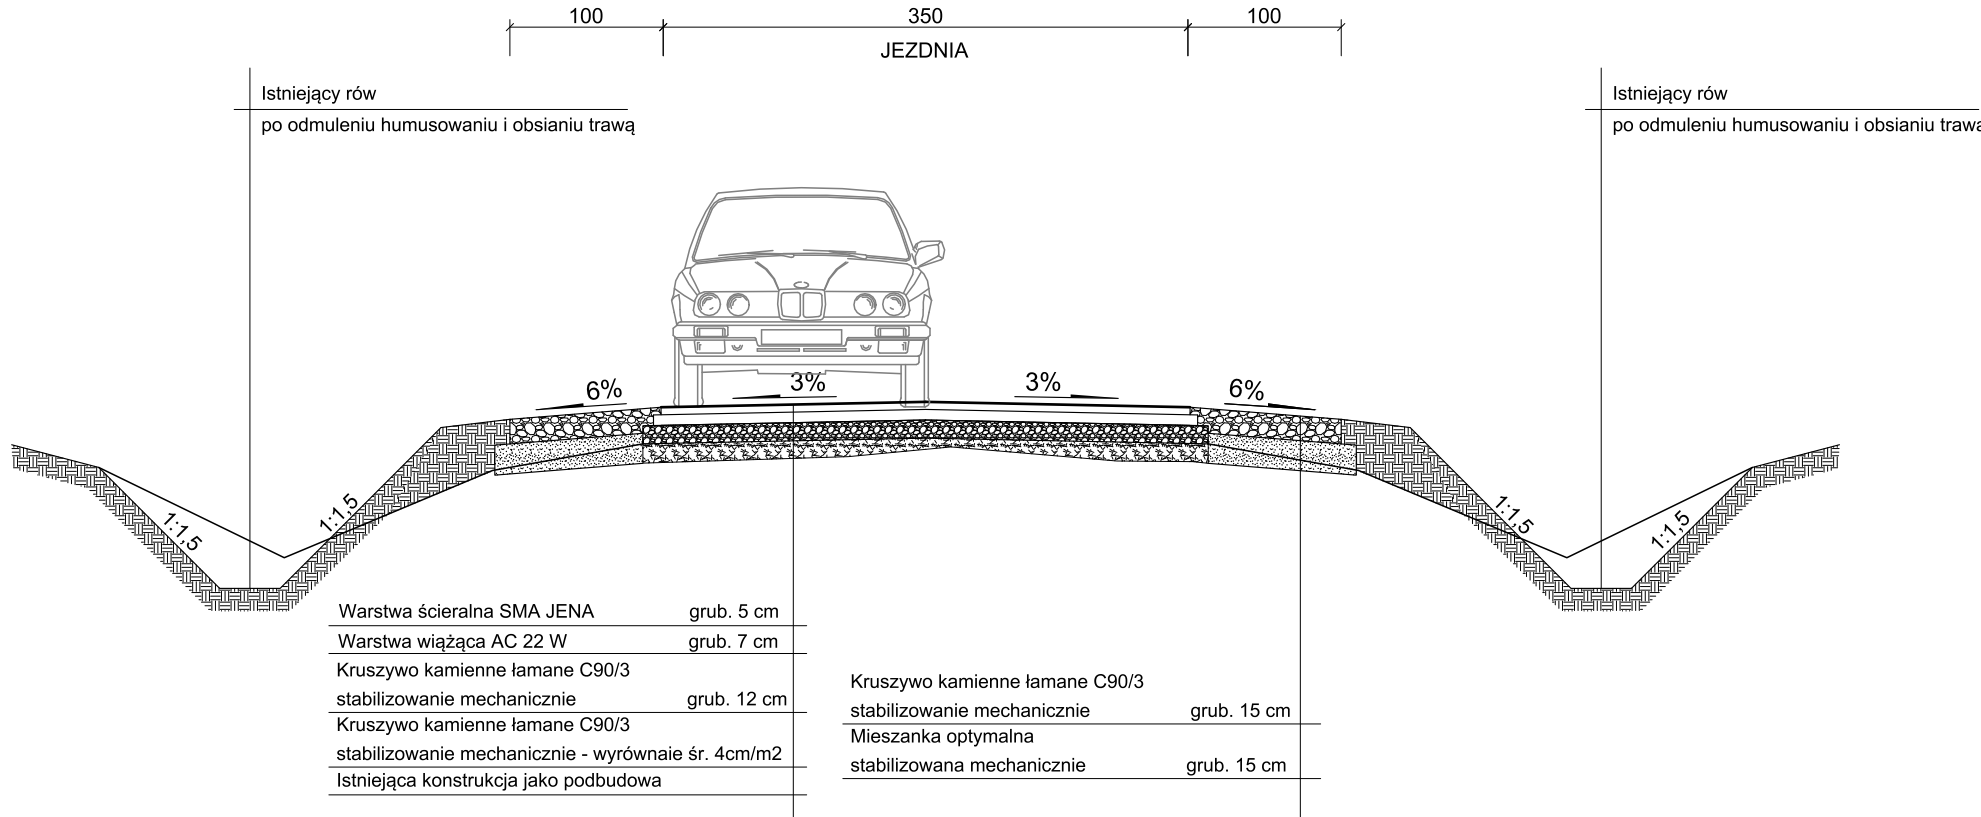 100 350 100
JEZDNIA
Istniejący rów
po odmuleniu humusowaniu i obsianiu trawą
Istniejący rów
po odmuleniu humusowaniu i obsianiu trawą
6% 3% 3% 6%
1:1,5 1:1,5 1:1,5 1:1,5
Warstwa ścieralna SMA JENA grub. 5 cm
Warstwa wiążąca AC 22 W grub. 7 cm
Kruszywo kamienne łamane C90/3
stabilizowanie mechanicznie grub. 12 cm
Kruszywo kamienne łamane C90/3
stabilizowanie mechanicznie - wyrównaie śr. 4cm/m2
Istniejąca konstrukcja jako podbudowa
Kruszywo kamienne łamane C90/3
stabilizowanie mechanicznie grub. 15 cm
Mieszanka optymalna
stabilizowana mechanicznie grub. 15 cm